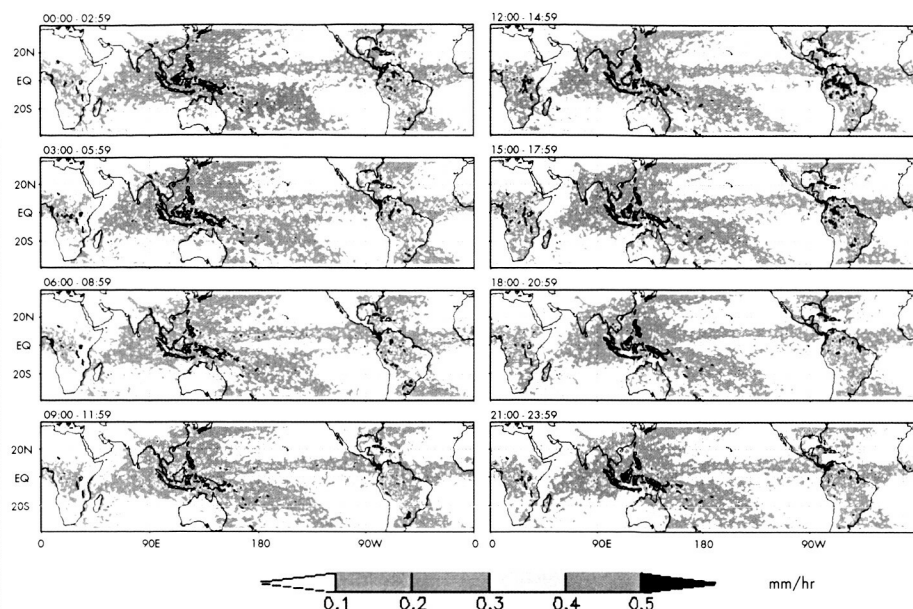 00:00 - 02:59
20N
EQ
20S
03:00 - 05:59
20N
EQ
20S
06:00 - 08:59
20N
EQ
20S
09:00 - 11:59
20N
EQ
20S
0 90E 180 90W 0
12:00 - 14:59
15:00 - 17:59
18:00 - 20:59
21:00 - 23:59
90E 180 90W
0.1 0.2 0.3 0.4 0.5 mm/hr